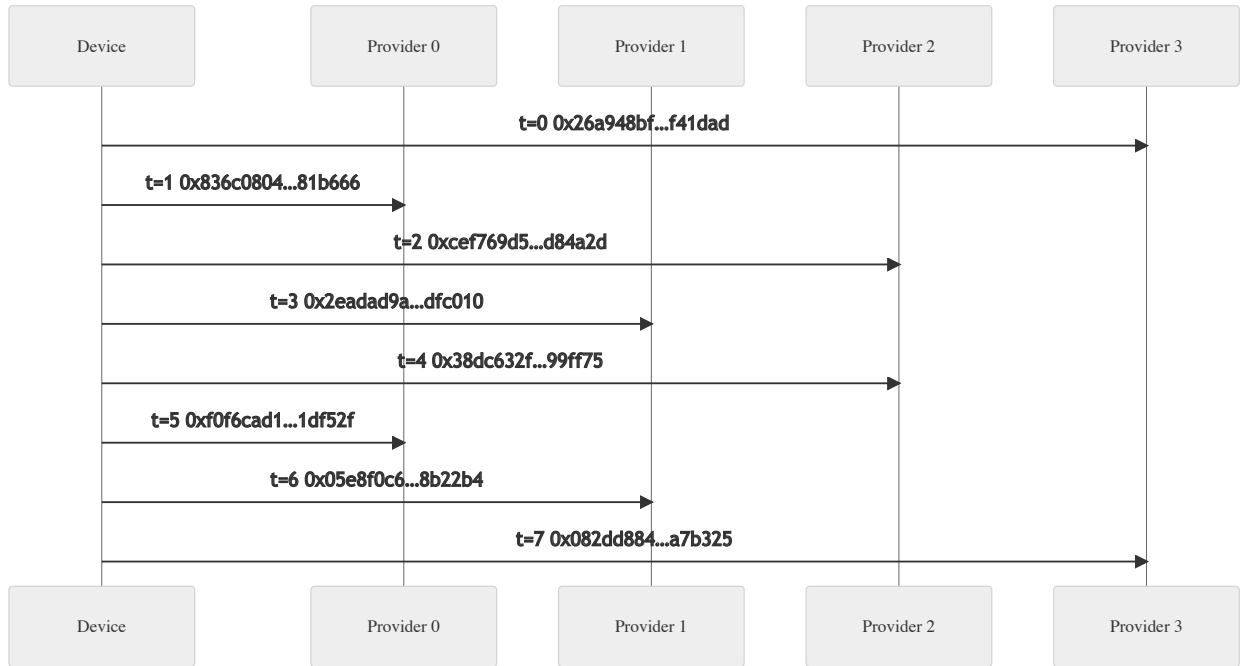 Device Provider 0 Provider 1 Provider 2 Provider 3
t=0 0x26a948bf...f41dad
t=1 0x836c0804...81b666
t=2 0xcef769d5...d84a2d
t=3 0x2eadad9a...dfc010
t=4 0x38dc632f...99ff75
t=5 0xf0f6cad1...1df52f
t=6 0x05e8f0c6...8b22b4
t=7 0x082dd884...a7b325
Device Provider 0 Provider 1 Provider 2 Provider 3